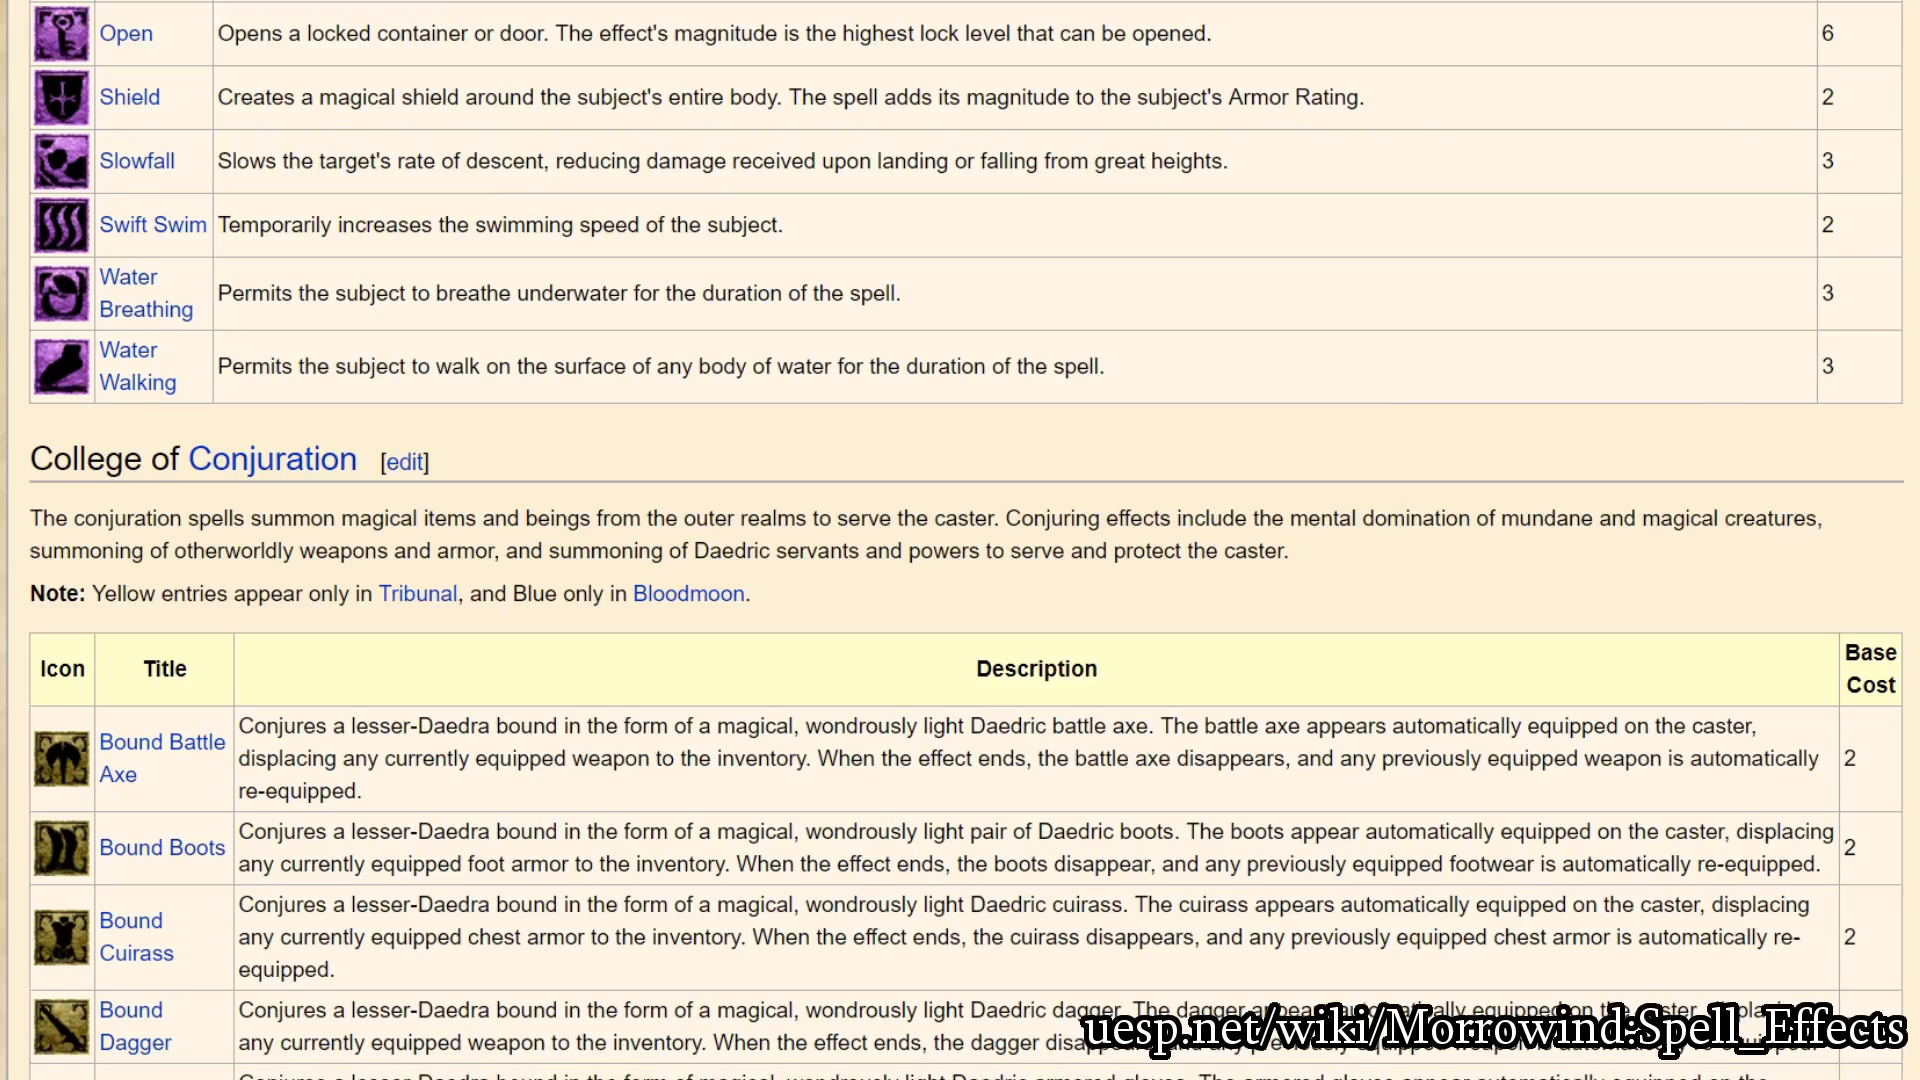 Open
Opens a locked container or door. The effect's magnitude is the highest lock level that can be opened.
6
Shield
Creates a magical shield around the subject's entire body. The spell adds its magnitude to the subject's Armor Rating.
2
Slowfall
Slows the target's rate of descent, reducing damage received upon landing or falling from great heights.
3
Swift Swim
Temporarily increases the swimming speed of the subject.
2
Water
Breathing
Permits the subject to breathe underwater for the duration of the spell.
3
Water
Walking
Permits the subject to walk on the surface of any body of water for the duration of the spell.
3
College of Conjuration [edit]
The conjuration spells summon magical items and beings from the outer realms to serve the caster. Conjuring effects include the mental domination of mundane and magical creatures,
summoning of otherworldly weapons and armor, and summoning of Daedric servants and powers to serve and protect the caster.
Note: Yellow entries appear only in Tribunal, and Blue only in Bloodmoon.
Icon
Title
Description
Base
Cost
Bound Battle
Axe
Conjures a lesser-Daedra bound in the form of a magical, wondrously light Daedric battle axe. The battle axe appears automatically equipped on the caster,
displacing any currently equipped weapon to the inventory. When the effect ends, the battle axe disappears, and any previously equipped weapon is automatically
re-equipped.
2
Bound Boots
Conjures a lesser-Daedra bound in the form of a magical, wondrously light pair of Daedric boots. The boots appear automatically equipped on the caster, displacing
any currently equipped foot armor to the inventory. When the effect ends, the boots disappear, and any previously equipped footwear is automatically re-equipped.
2
Bound
Cuirass
Conjures a lesser-Daedra bound in the form of a magical, wondrously light Daedric cuirass. The cuirass appears automatically equipped on the caster, displacing
any currently equipped chest armor to the inventory. When the effect ends, the cuirass disappears, and any previously equipped chest armor is automatically re-
equipped.
2
Bound
Dagger
Conjures a lesser-Daedra bound in the form of a magical, wondrously light Daedric dagger. The dagger appears automatically equipped on the caster,
any currently equipped weapon to the inventory. When the effect ends, the dagger
uesp.net/wiki/Morrowind:Spell_Effects